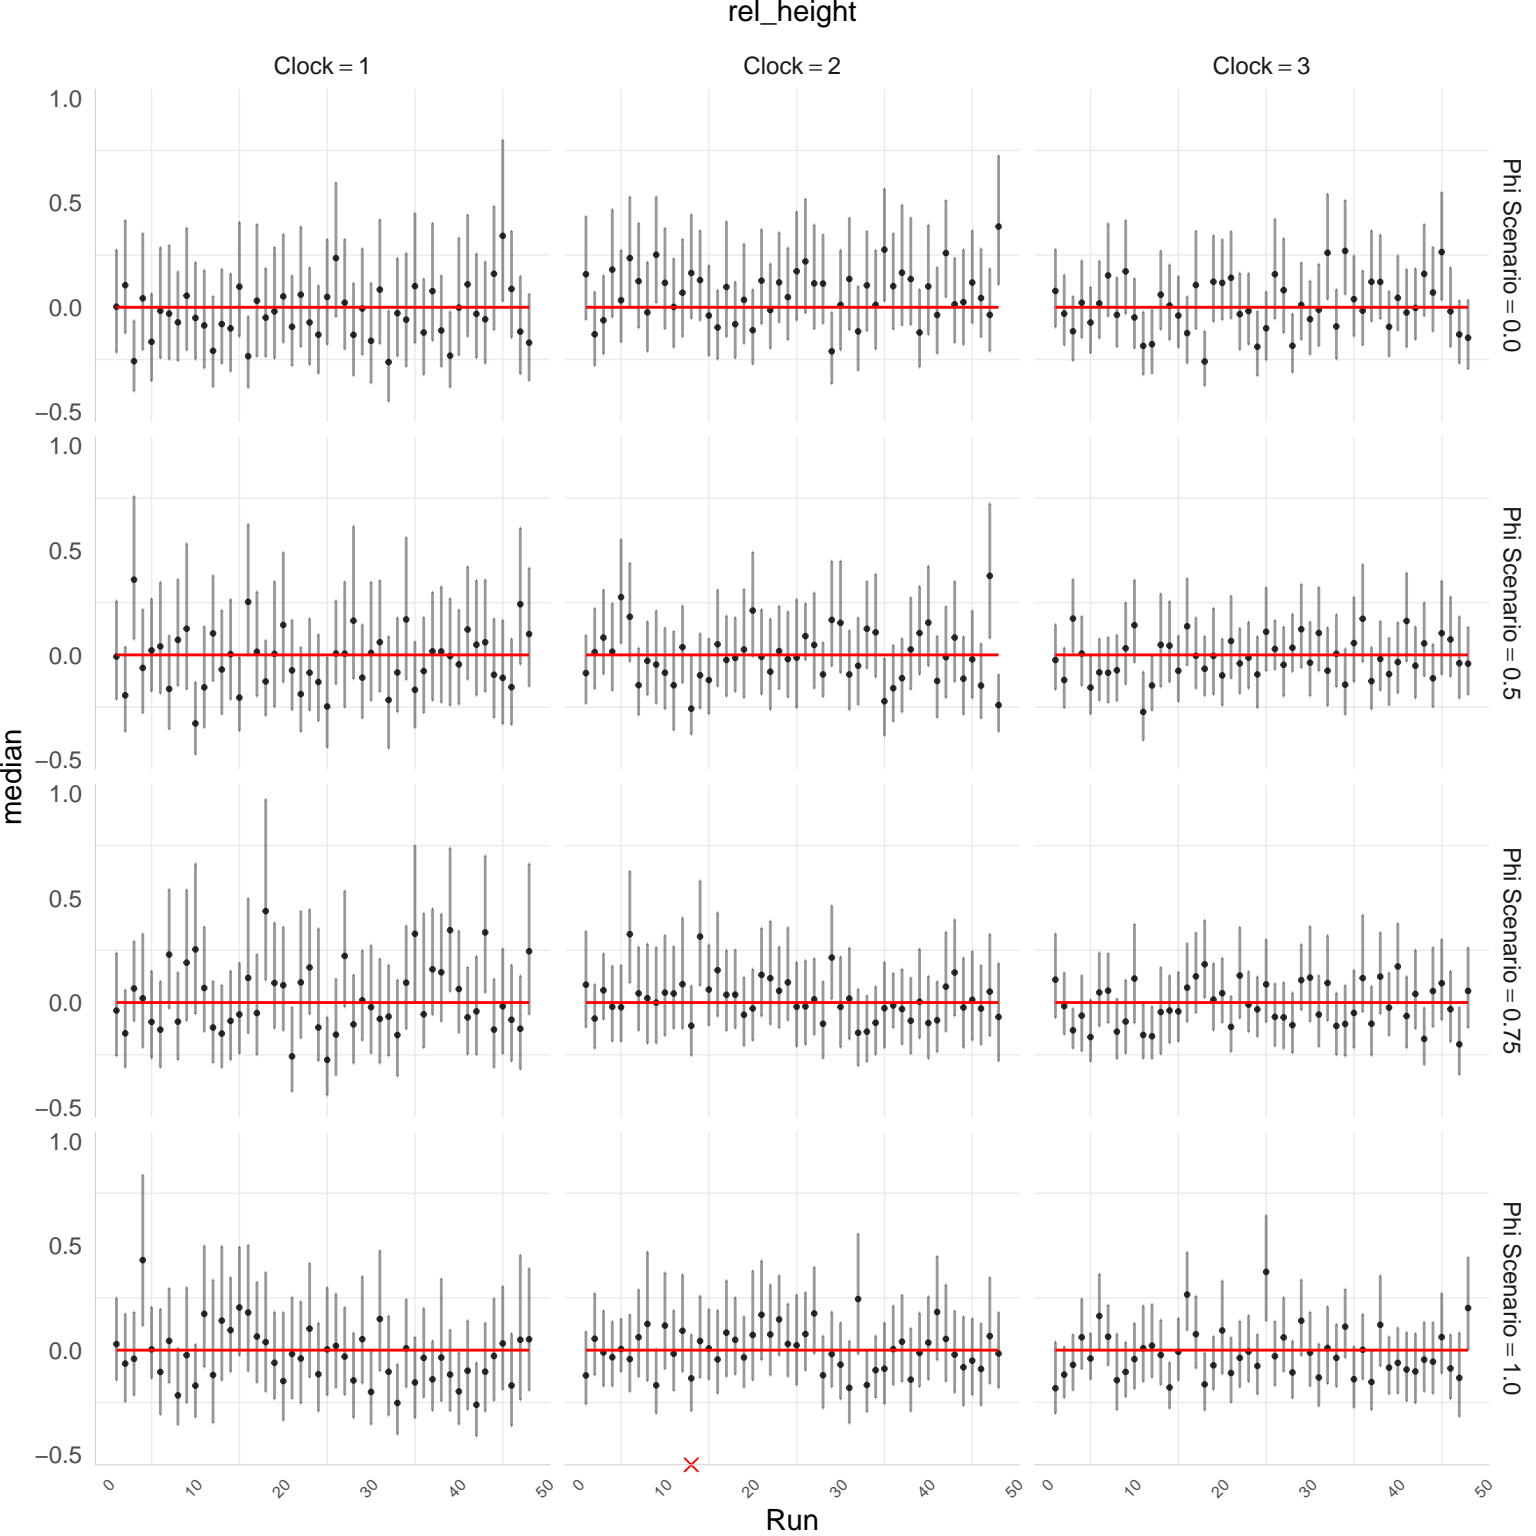 rel_height
Clock = 1
Clock = 2
Clock = 3
1.0
0.5
0.0
−0.5
Phi Scenario = 0.0
1.0
0.5
0.0
−0.5
Phi Scenario = 0.5
median
1.0
0.5
0.0
−0.5
Phi Scenario = 0.75
1.0
0.5
0.0
−0.5
Phi Scenario = 1.0
0 10 20 30 40 50 0 10 20 30 40 50 0 10 20 30 40 50
Run